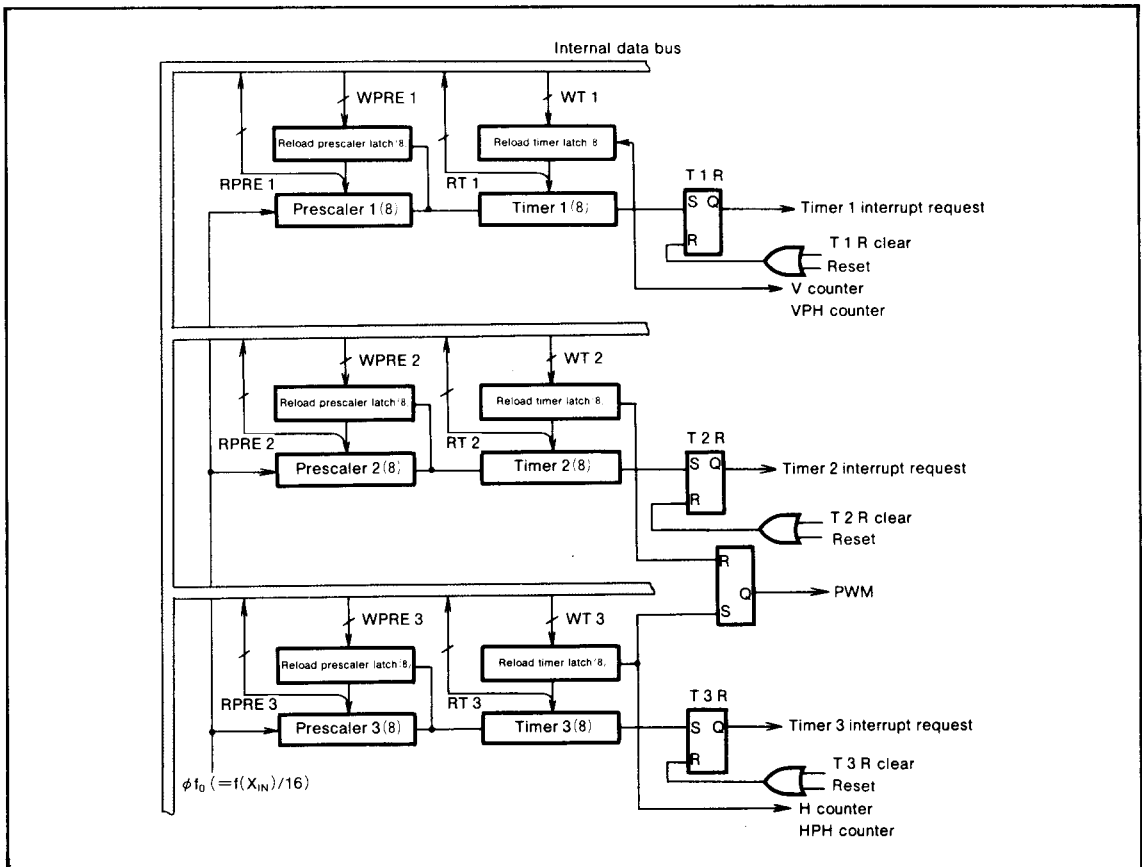 Internal data bus
WPRE 1
WT 1
Reload prescaler latch (8)
Reload timer latch 8
RPRE 1
RT 1
T 1 R
Prescaler 1 (8)
Timer 1 (8)
S Q
R
Timer 1 interrupt request
T 1 R clear
Reset
V counter
VPH counter
WPRE 2
WT 2
Reload prescaler latch (8)
Reload timer latch 8
RPRE 2
RT 2
T 2 R
Prescaler 2 (8)
Timer 2 (8)
S Q
R
Timer 2 interrupt request
T 2 R clear
Reset
R
Q
S
PWM
WPRE 3
WT 3
Reload prescaler latch (8)
Reload timer latch (8)
RPRE 3
RT 3
T 3 R
Prescaler 3 (8)
Timer 3 (8)
S Q
R
Timer 3 interrupt request
T 3 R clear
Reset
H counter
HPH counter
φf₀ (=f(X_IN)/16)